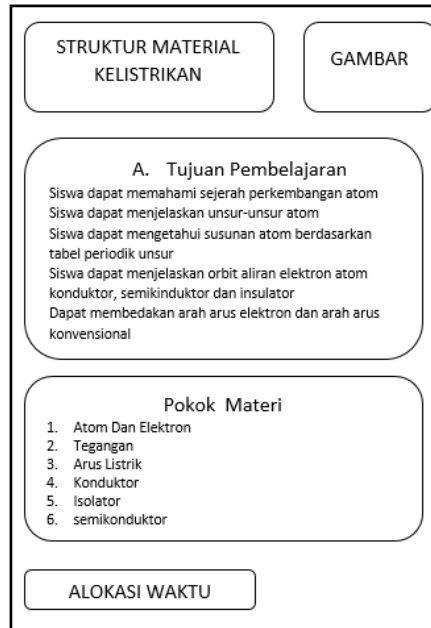 STRUKTUR MATERIAL
KELISTRIKAN
GAMBAR
A. Tujuan Pembelajaran
Siswa dapat memahami sejerah perkembangan atom
Siswa dapat menjelaskan unsur-unsur atom
Siswa dapat mengetahui susunan atom berdasarkan
tabel periodik unsur
Siswa dapat menjelaskan orbit aliran elektron atom
konduktor, semikinduktor dan insulator
Dapat membedakan arah arus elektron dan arah arus
konvensional
Pokok Materi
1. Atom Dan Elektron
2. Tegangan
3. Arus Listrik
4. Konduktor
5. Isolator
6. semikonduktor
ALOKASI WAKTU